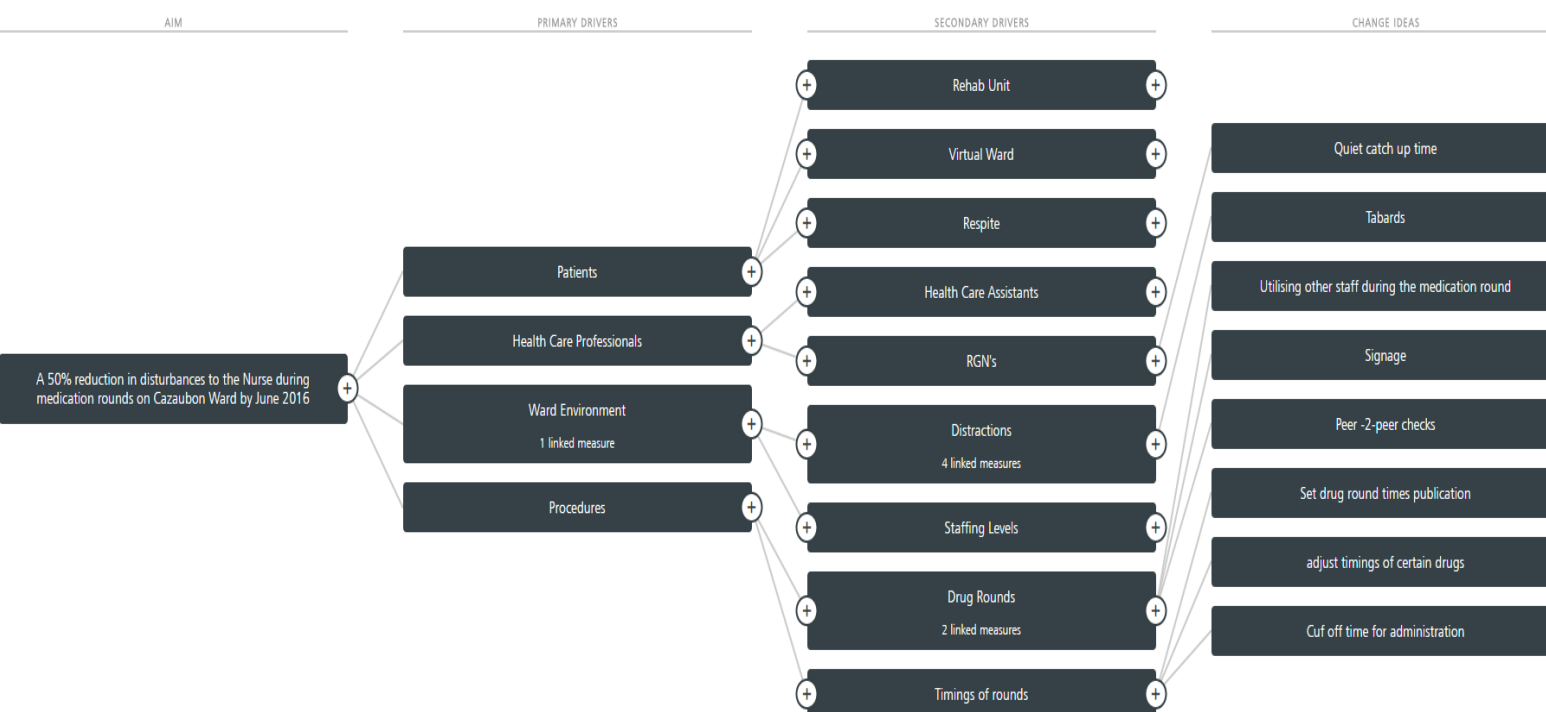 AIM
PRIMARY DRIVERS
SECONDARY DRIVERS
CHANGE IDEAS
A 50% reduction in disturbances to the Nurse during
medication rounds on Cazaubon Ward by June 2016
Patients
Health Care Professionals
Ward Environment
1 linked measure
Procedures
Rehab Unit
Virtual Ward
Respite
Health Care Assistants
RGN's
Distractions
4 linked measures
Staffing Levels
Drug Rounds
2 linked measures
Timings of rounds
Quiet catch up time
Tabards
Utilising other staff during the medication round
Signage
Peer -2-peer checks
Set drug round times publication
adjust timings of certain drugs
Cuf off time for administration